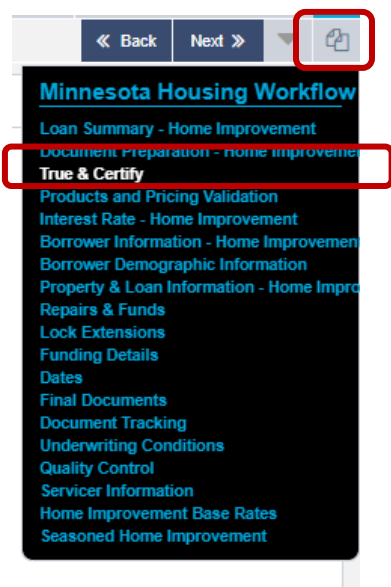 « Back Next »
Minnesota Housing Workflow
Loan Summary - Home Improvement
Document Preparation - Home Improvemen
True & Certify
Products and Pricing Validation
Interest Rate - Home Improvement
Borrower Information - Home Improvemen
Borrower Demographic Information
Property & Loan Information - Home Impro
Repairs & Funds
Lock Extensions
Funding Details
Dates
Final Documents
Document Tracking
Underwriting Conditions
Quality Control
Servicer Information
Home Improvement Base Rates
Seasoned Home Improvement